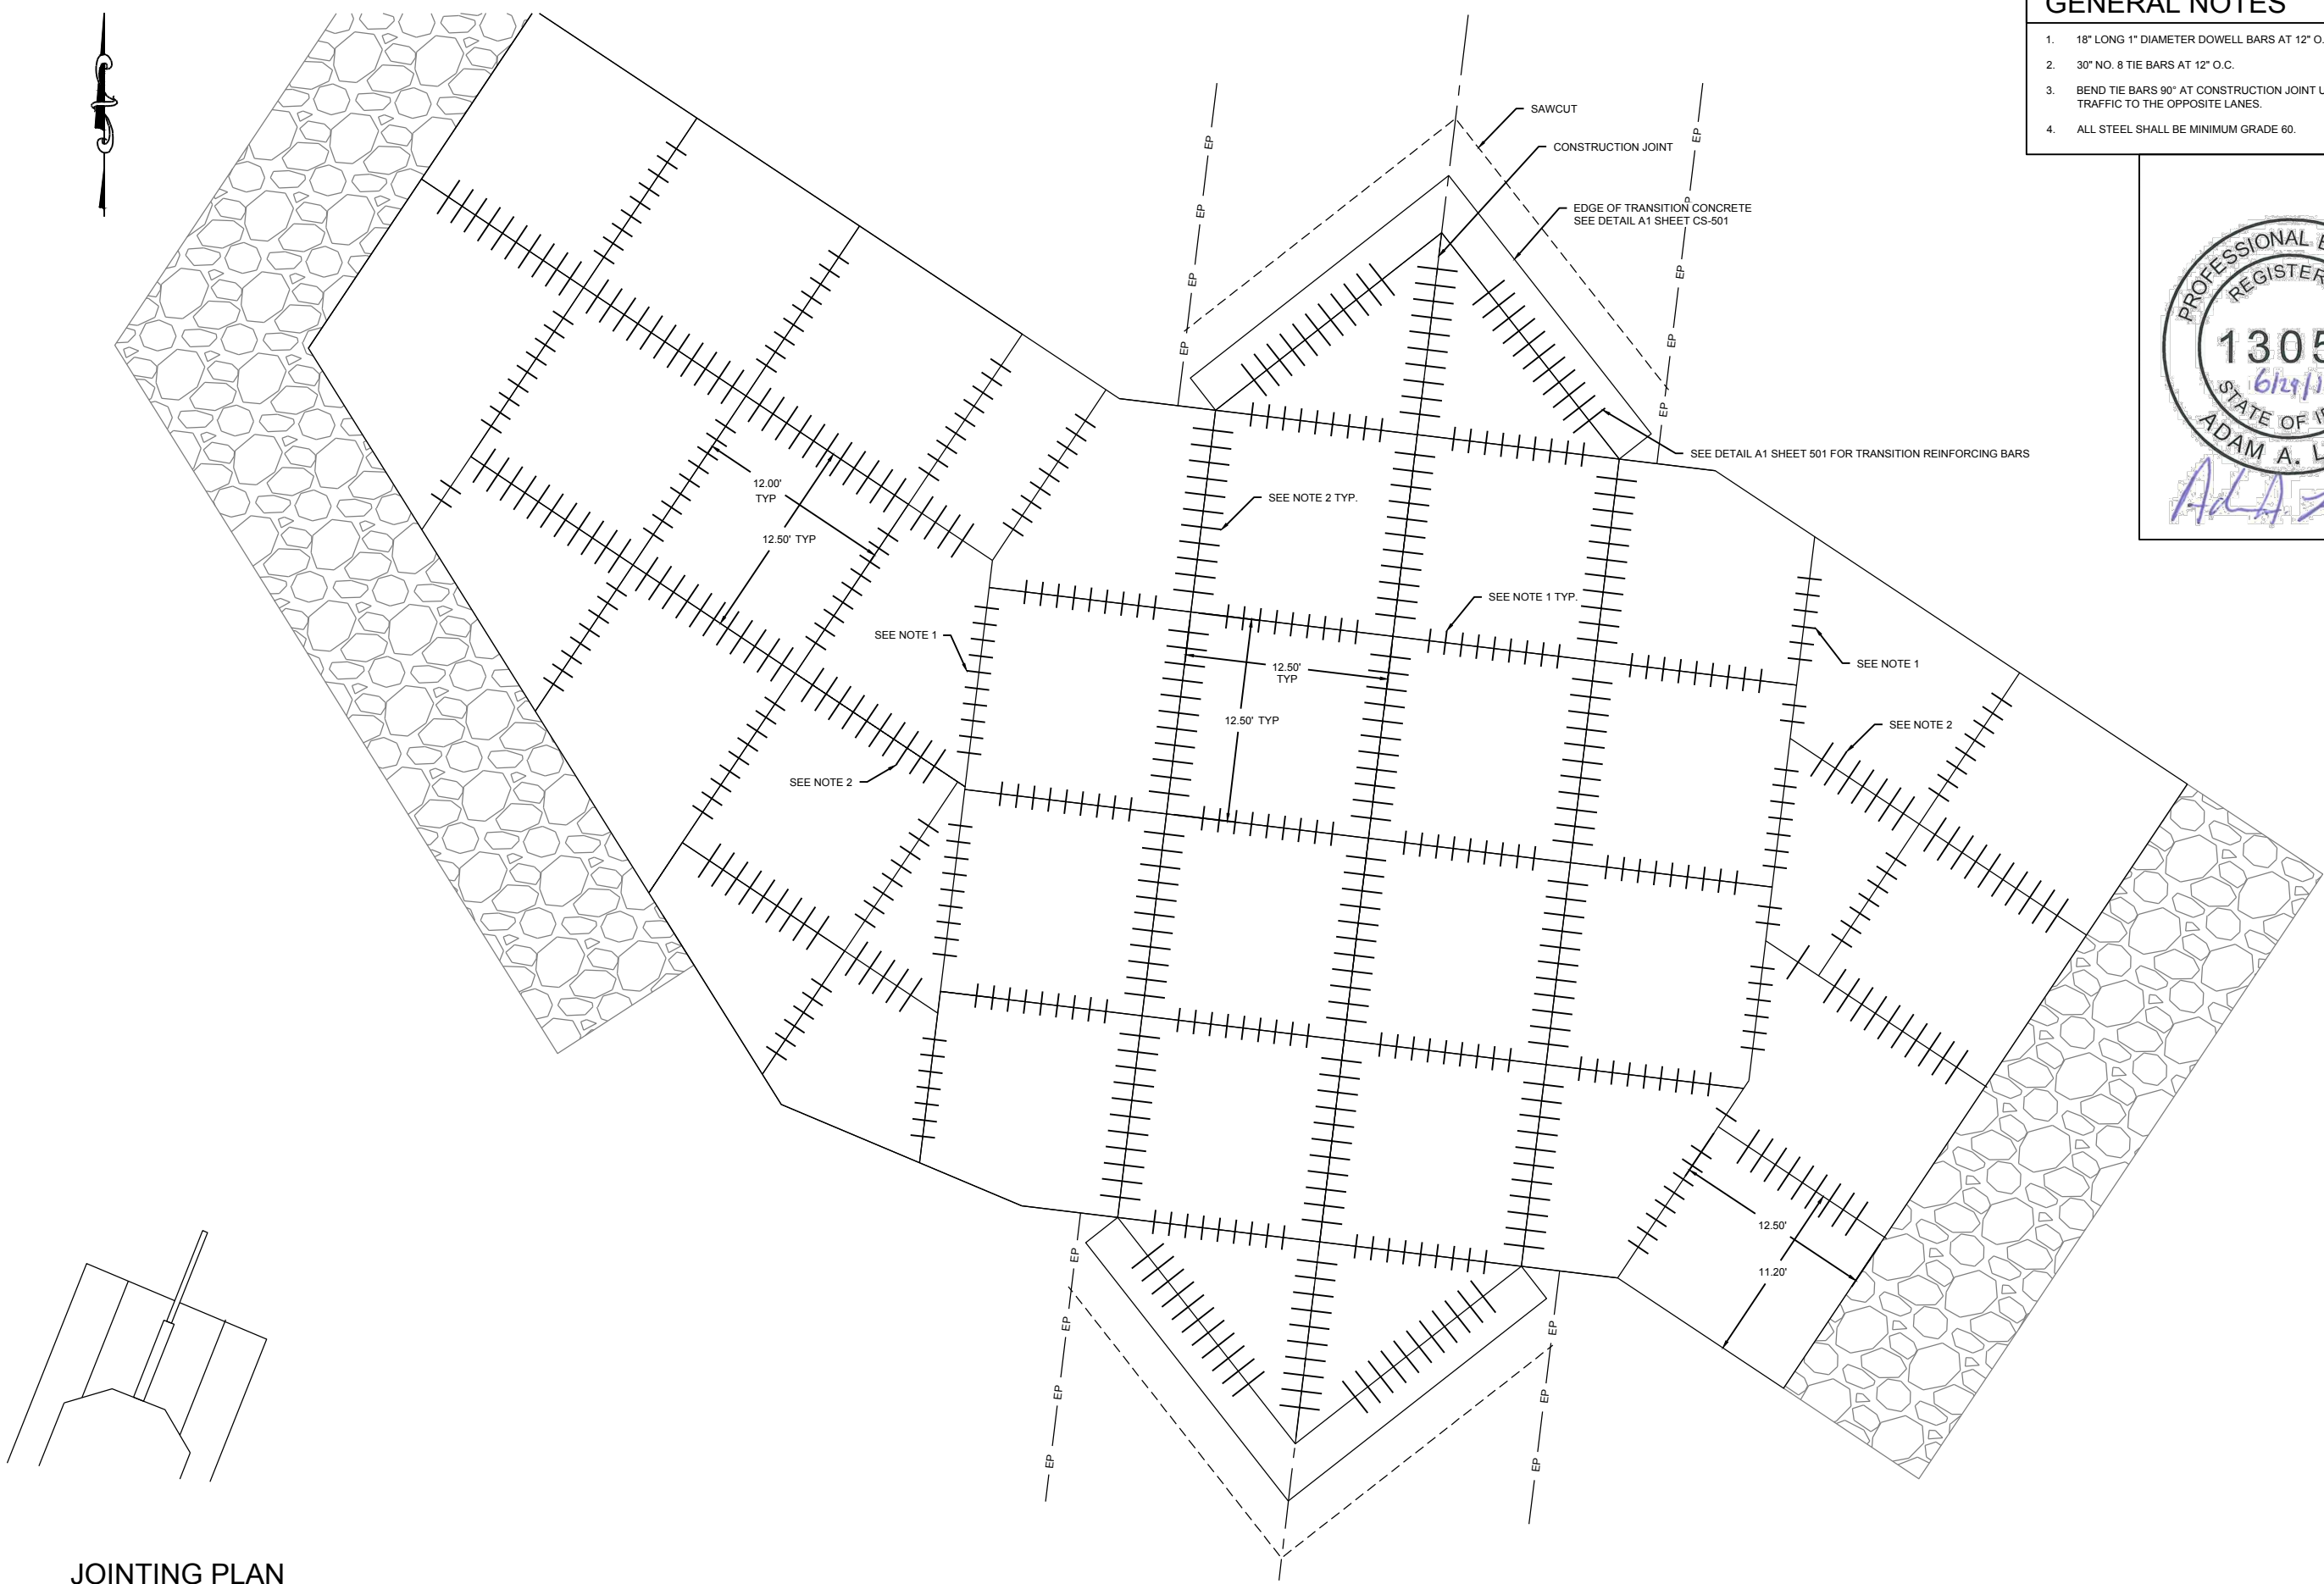 GENERAL NOTES
1. 18" LONG 1" DIAMETER DOWELL BARS AT 12" O.
2. 30" NO. 8 TIE BARS AT 12" O.C.
3. BEND TIE BARS 90° AT CONSTRUCTION JOINT U
TRAFFIC TO THE OPPOSITE LANES.
4. ALL STEEL SHALL BE MINIMUM GRADE 60.
PROFESSIONAL E
REGISTER
1305
6/29/1
STATE OF I
ADAM A. L
SAWCUT
CONSTRUCTION JOINT
EDGE OF TRANSITION CONCRETE
SEE DETAIL A1 SHEET CS-501
EP
EP
EP
EP
EP
P
EP
EP
EP
SEE DETAIL A1 SHEET 501 FOR TRANSITION REINFORCING BARS
12.00'
TYP
12.50' TYP
SEE NOTE 2 TYP.
SEE NOTE 1 TYP.
SEE NOTE 1
12.50'
TYP
12.50' TYP
SEE NOTE 1
SEE NOTE 2
SEE NOTE 2
12.50'
11.20'
EP
EP
EP
EP
EP
EP
EP
JOINTING PLAN